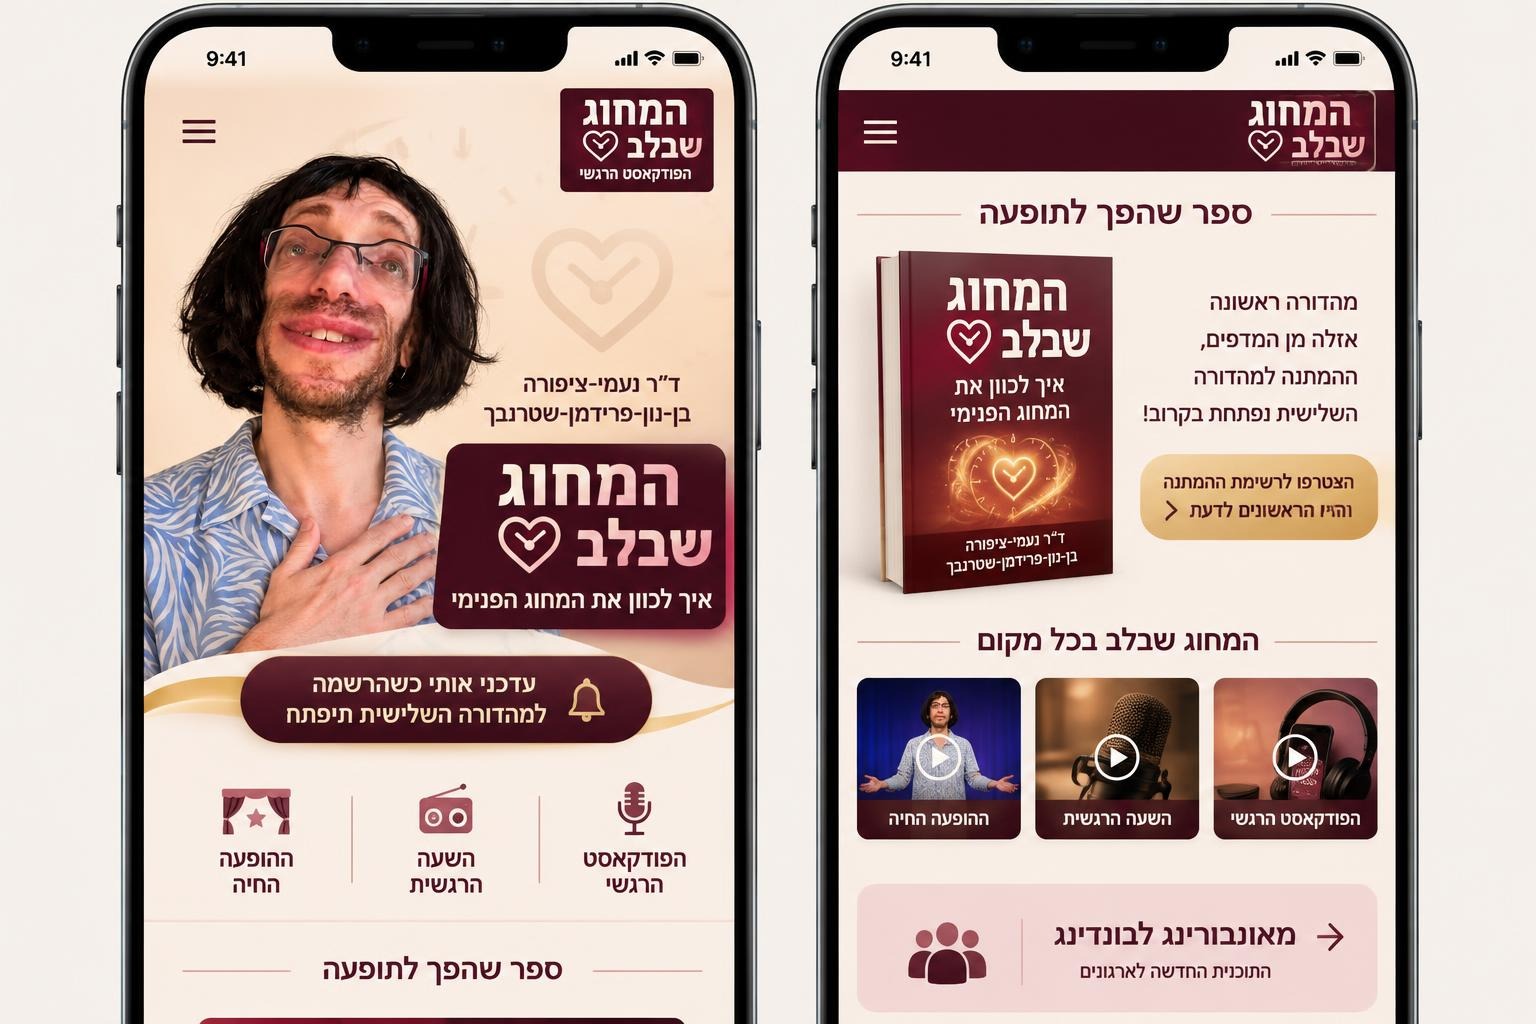 9:41
המחוג
שבלב
הפודקאסט הרגשי
ד״ר נעמי-ציפורה
בן-נון-פרידמן-שטרנבך
המחוג
שבלב
איך לכוון את המחוג הפנימי
עדכני אותי כשהרשמה
למהדורה השלישית תיפתח
הפודקאסט
הרגשי
השעה
הרגשית
ההופעה
החיה
ספר שהפך לתופעה
9:41
המחוג
שבלב
ספר שהפך לתופעה
המחוג
שבלב
איך לכוון את
המחוג הפנימי
ד״ר נעמי-ציפורה
בן-נון-פרידמן-שטרנבך
מהדורה ראשונה
אזלה מן המדפים,
ההמתנה למהדורה
השלישית נפתחת בקרוב!
הצטרפו לרשימת ההמתנה
הראשונים לדעת
המחוג שבלב בכל מקום
הפודקאסט הרגשי
השעה הרגשית
ההופעה החיה
מאונבורינג לבונדינג
התוכנית החדשה לארגונים